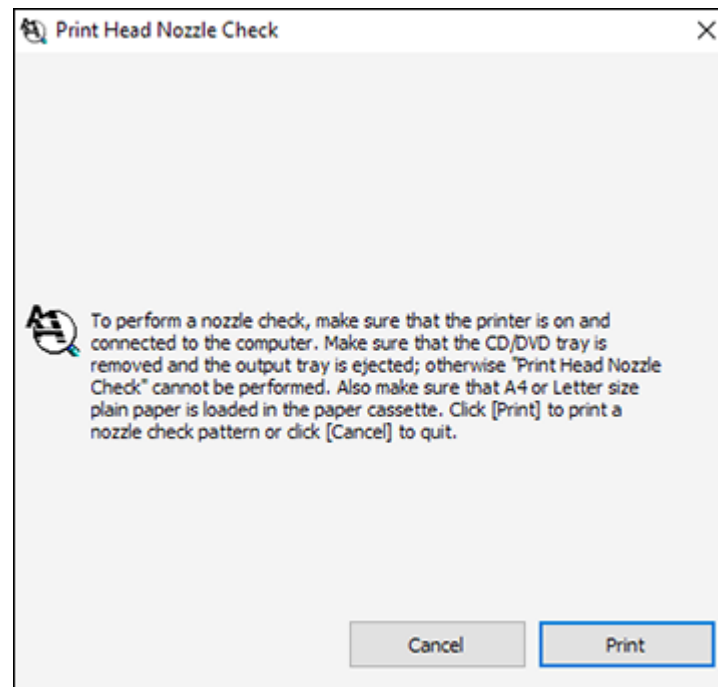 Print Head Nozzle Check
To perform a nozzle check, make sure that the printer is on and
connected to the computer. Make sure that the CD/DVD tray is
removed and the output tray is ejected; otherwise "Print Head Nozzle
Check" cannot be performed. Also make sure that A4 or Letter size
plain paper is loaded in the paper cassette. Click [Print] to print a
nozzle check pattern or click [Cancel] to quit.
Cancel
Print